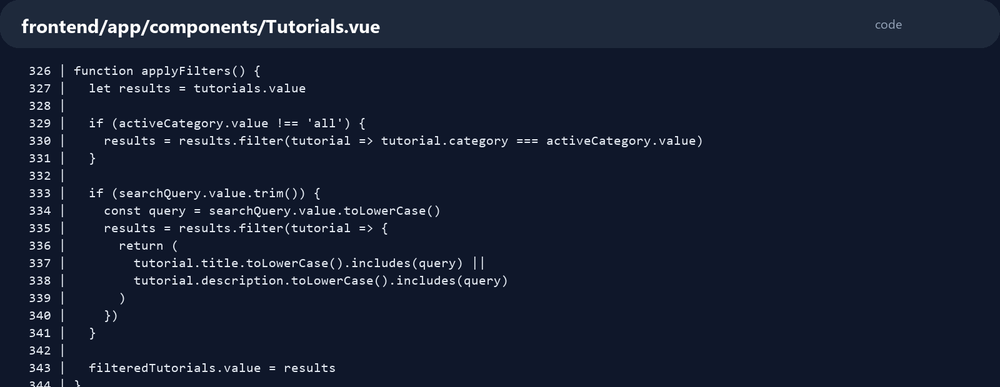 frontend/app/components/Tutorials.vue
code
326 | function applyFilters() {
327 |   let results = tutorials.value
328 |
329 |   if (activeCategory.value !== 'all') {
330 |     results = results.filter(tutorial => tutorial.category === activeCategory.value)
331 |   }
332 |
333 |   if (searchQuery.value.trim()) {
334 |     const query = searchQuery.value.toLowerCase()
335 |     results = results.filter(tutorial => {
336 |       return (
337 |         tutorial.title.toLowerCase().includes(query) ||
338 |         tutorial.description.toLowerCase().includes(query)
339 |       )
340 |     })
341 |   }
342 |
343 |   filteredTutorials.value = results
344 | }